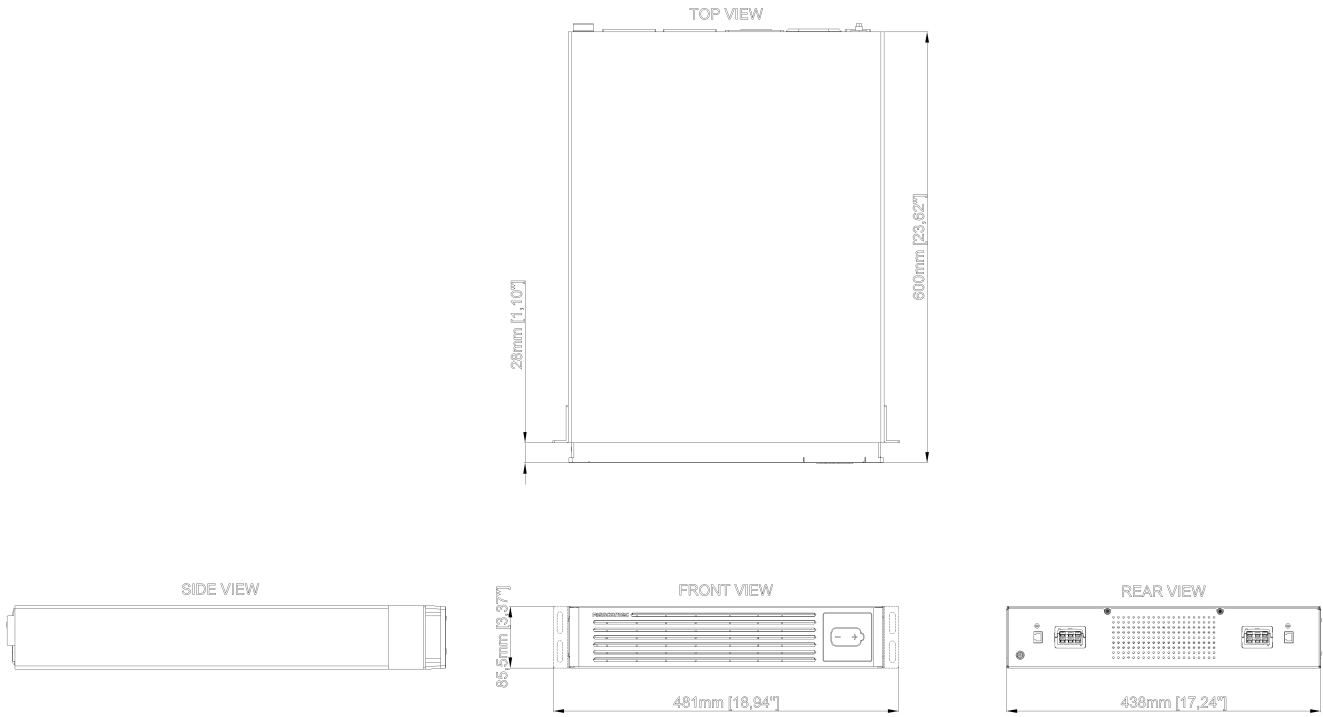 TOP VIEW
600mm [23,62"]
28mm [1,10"]
SIDE VIEW
FRONT VIEW
REAR VIEW
85,5mm [3,37"]
- +
481mm [18,94"]
438mm [17,24"]